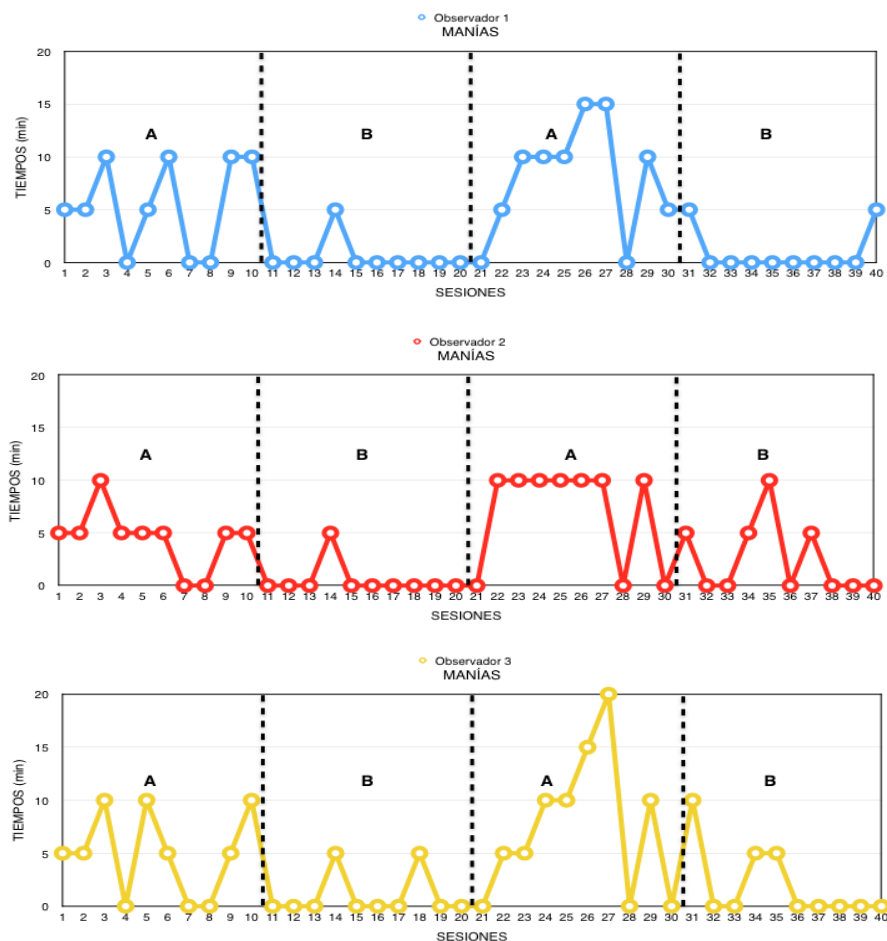 Observador 1
MANÍAS
20
15
10
5
0
TIEMPOS (min)
A
B
A
B
1 2 3 4 5 6 7 8 9 10 11 12 13 14 15 16 17 18 19 20 21 22 23 24 25 26 27 28 29 30 31 32 33 34 35 36 37 38 39 40
SESIONES
Observador 2
MANÍAS
20
15
10
5
0
TIEMPOS (min)
A
B
A
B
1 2 3 4 5 6 7 8 9 10 11 12 13 14 15 16 17 18 19 20 21 22 23 24 25 26 27 28 29 30 31 32 33 34 35 36 37 38 39 40
SESIONES
Observador 3
MANÍAS
20
15
10
5
0
TIEMPOS (min)
A
B
A
B
1 2 3 4 5 6 7 8 9 10 11 12 13 14 15 16 17 18 19 20 21 22 23 24 25 26 27 28 29 30 31 32 33 34 35 36 37 38 39 40
SESIONES